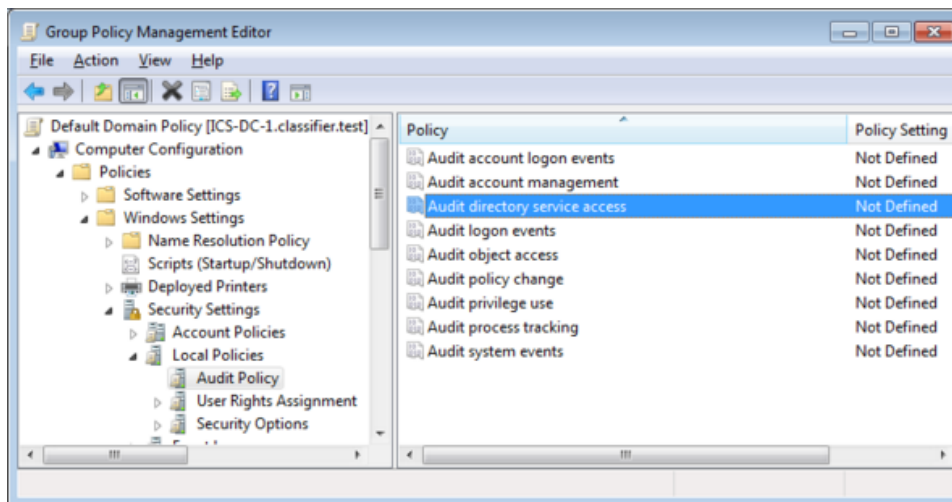 Group Policy Management Editor
File Action View Help
Default Domain Policy [ICS-DC-1.classifier.test]
Computer Configuration
Policies
Software Settings
Windows Settings
Name Resolution Policy
Scripts (Startup/Shutdown)
Deployed Printers
Security Settings
Account Policies
Local Policies
Audit Policy
User Rights Assignment
Security Options
Policy Policy Setting
Audit account logon events Not Defined
Audit account management Not Defined
Audit directory service access Not Defined
Audit logon events Not Defined
Audit object access Not Defined
Audit policy change Not Defined
Audit privilege use Not Defined
Audit process tracking Not Defined
Audit system events Not Defined